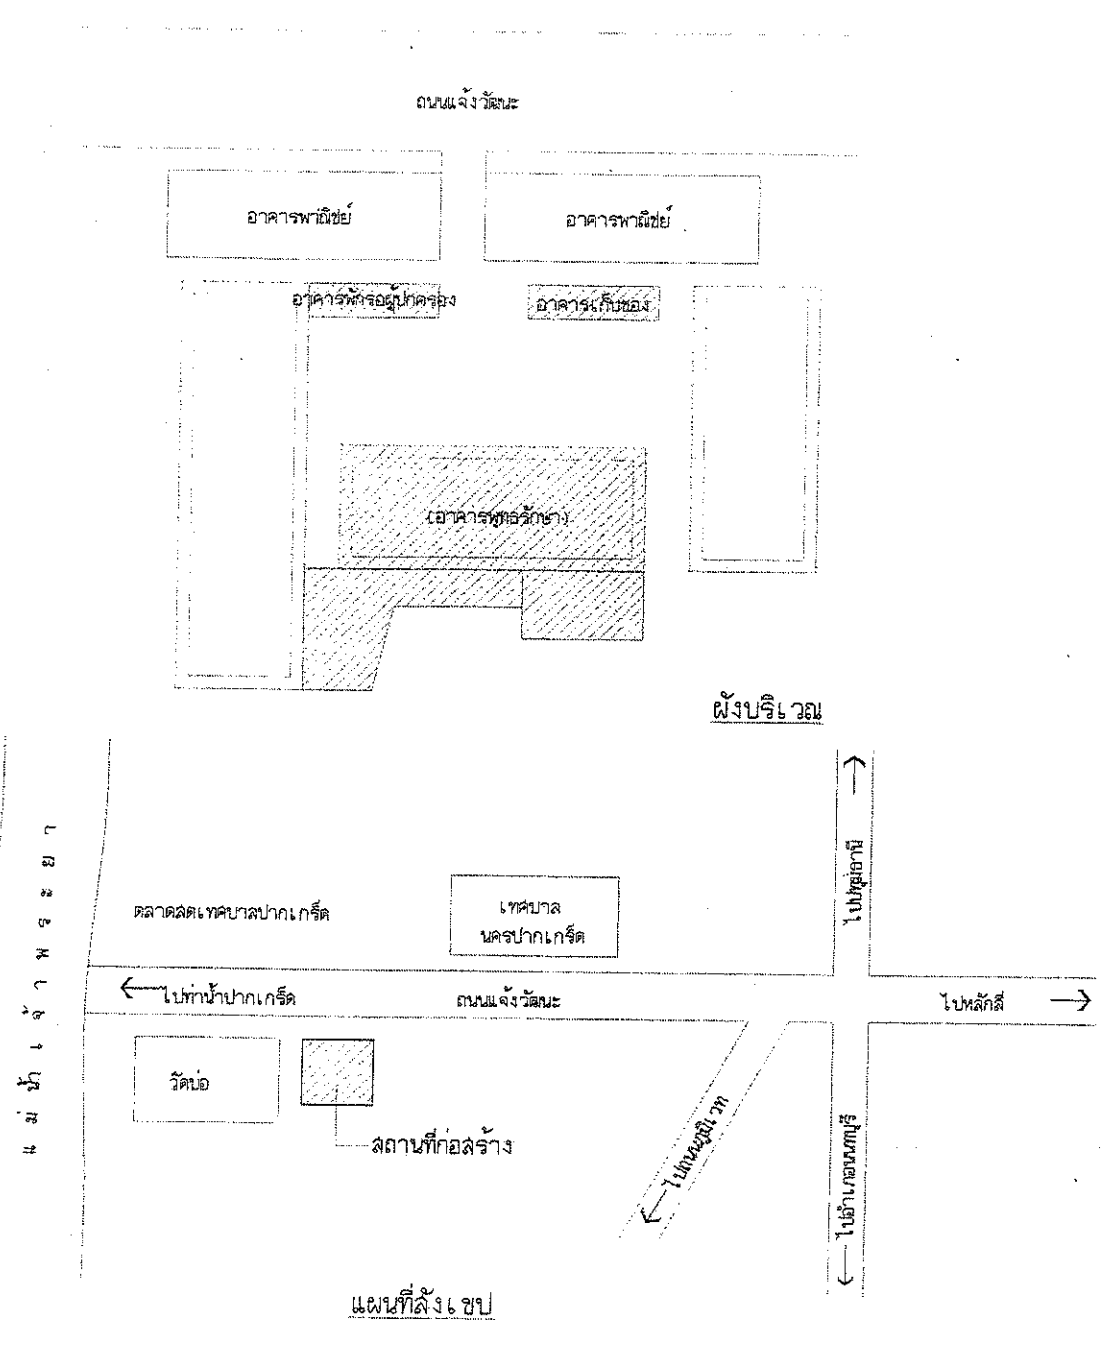 ถนนแจ้งวัฒนะ
อาคารพาณิชย์
อาคารพาณิชย์
อาคารพักรอผู้ปกครอง
อาคารเก็บของ
(อาคารพุทธรักษา)
ผังบริเวณ
แม่น้ำเจ้าพระยา
ไปปทุมธานี
ตลาดสดเทศบาลปากเกร็ด
เทศบาล
นครปากเกร็ด
ไปท่าน้ำปากเกร็ด
ถนนแจ้งวัฒนะ
ไปหลักสี่
วัดบ่อ
สถานที่ก่อสร้าง
ไปถนนภูมิเวท
ไปอำเภอนนทบุรี
แผนที่สังเขป